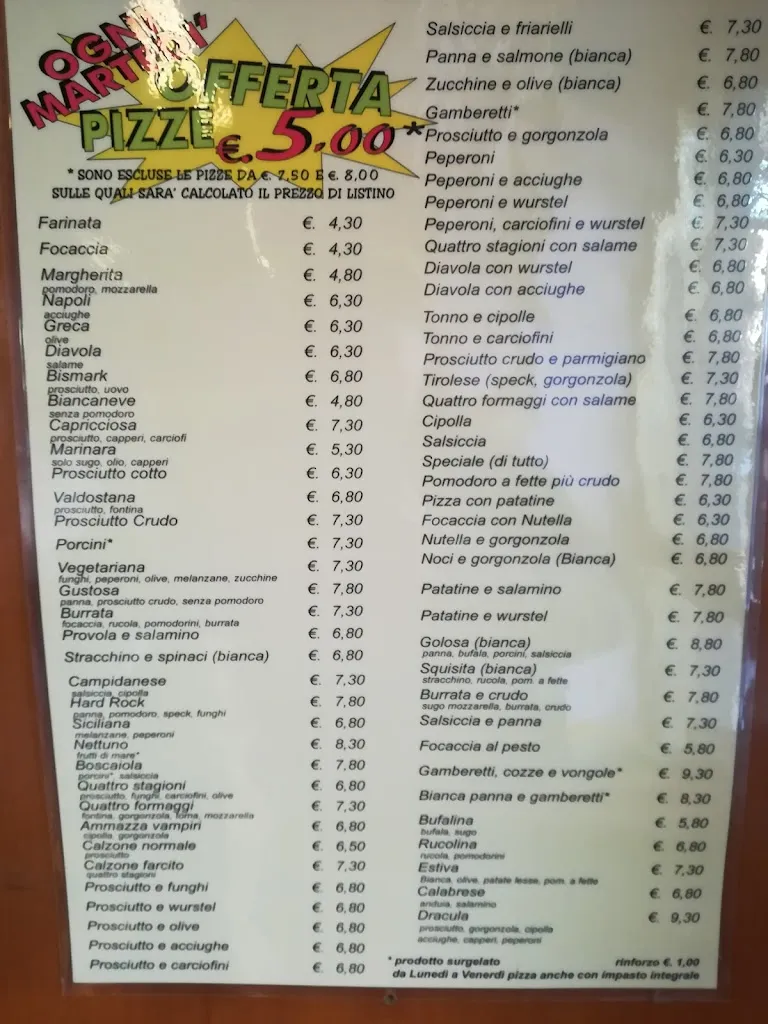 OGNI MARTEDI'
OFFERTA
PIZZE €. 5.00*
* SONO ESCLUSE LE PIZZE DA €. 7,50 E €. 8,00
SULLE QUALI SARA' CALCOLATO IL PREZZO DI LISTINO
Farinata €. 4,30
Focaccia €. 4,30
Margherita €. 4,80
pomodoro, mozzarella
Napoli €. 6,30
acciughe
Greca €. 6,30
olive
Diavola €. 6,30
salame
Bismark €. 6,80
prosciutto, uovo
Biancaneve €. 4,80
senza pomodoro
Capricciosa €. 7,30
prosciutto, capperi, carciofi
Marinara €. 5,30
solo sugo, olio, capperi
Prosciutto cotto €. 6,30
Valdostana €. 6,80
prosciutto, fontina
Prosciutto Crudo €. 7,30
Porcini* €. 7,30
Vegetariana €. 7,30
funghi, peperoni, olive, melanzane, zucchine
Gustosa €. 7,80
panna, prosciutto crudo, senza pomodoro
Burrata €. 7,30
focaccia, rucola, pomodorini, burrata
Provola e salamino €. 6,80
Stracchino e spinaci (bianca) €. 6,80
Campidanese €. 7,30
salsiccia, cipolla
Hard Rock €. 7,80
panna, pomodoro, speck, funghi
Siciliana €. 6,80
melanzane, peperoni
Nettuno €. 8,30
frutti di mare*
Boscaiola €. 7,80
porcini*, salsiccia
Quattro stagioni €. 6,80
prosciutto, funghi, carciofini, olive
Quattro formaggi €. 7,30
fontina, gorgonzola, toma, mozzarella
Ammazza vampiri €. 6,80
cipolla, gorgonzola
Calzone normale €. 6,50
prosciutto
Calzone farcito €. 7,30
quattro stagioni
Prosciutto e funghi €. 6,80
Prosciutto e wurstel €. 6,80
Prosciutto e olive €. 6,80
Prosciutto e acciughe €. 6,80
Prosciutto e carciofini €. 6,80
Salsiccia e friarielli €. 7,30
Panna e salmone (bianca) €. 7,80
Zucchine e olive (bianca) €. 6,80
Gamberetti* €. 7,80
Prosciutto e gorgonzola €. 6,80
Peperoni €. 6,30
Peperoni e acciughe €. 6,80
Peperoni e wurstel €. 6,80
Peperoni, carciofini e wurstel €. 7,30
Quattro stagioni con salame €. 7,30
Diavola con wurstel €. 6,80
Diavola con acciughe €. 6,80
Tonno e cipolle €. 6,80
Tonno e carciofini €. 6,80
Prosciutto crudo e parmigiano €. 7,80
Tirolese (speck, gorgonzola) €. 7,30
Quattro formaggi con salame €. 7,80
Cipolla €. 6,30
Salsiccia €. 6,80
Speciale (di tutto) €. 7,80
Pomodoro a fette più crudo €. 7,80
Pizza con patatine €. 6,30
Focaccia con Nutella €. 6,30
Nutella e gorgonzola €. 6,80
Noci e gorgonzola (Bianca) €. 6,80
Patatine e salamino €. 7,80
Patatine e wurstel €. 7,80
Golosa (bianca) €. 8,80
panna, bufala, porcini, salsiccia
Squisita (bianca) €. 7,30
stracchino, rucola, pom. a fette
Burrata e crudo €. 7,80
sugo mozzarella, burrata, crudo
Salsiccia e panna €. 7,30
Focaccia al pesto €. 5,80
Gamberetti, cozze e vongole* €. 9,30
Bianca panna e gamberetti* €. 8,30
Bufalina €. 5,80
bufala, sugo
Rucolina €. 6,80
rucola, pomodorini
Estiva €. 7,30
Bianca, olive, patate lesse, pom. a fette
Calabrese €. 6,80
anduia, salamino
Dracula €. 9,30
prosciutto, gorgonzola, cipolla
acciughe, capperi, peperoni
* prodotto surgelato rinforzo €. 1,00
da Lunedì a Venerdì pizza anche con impasto integrale